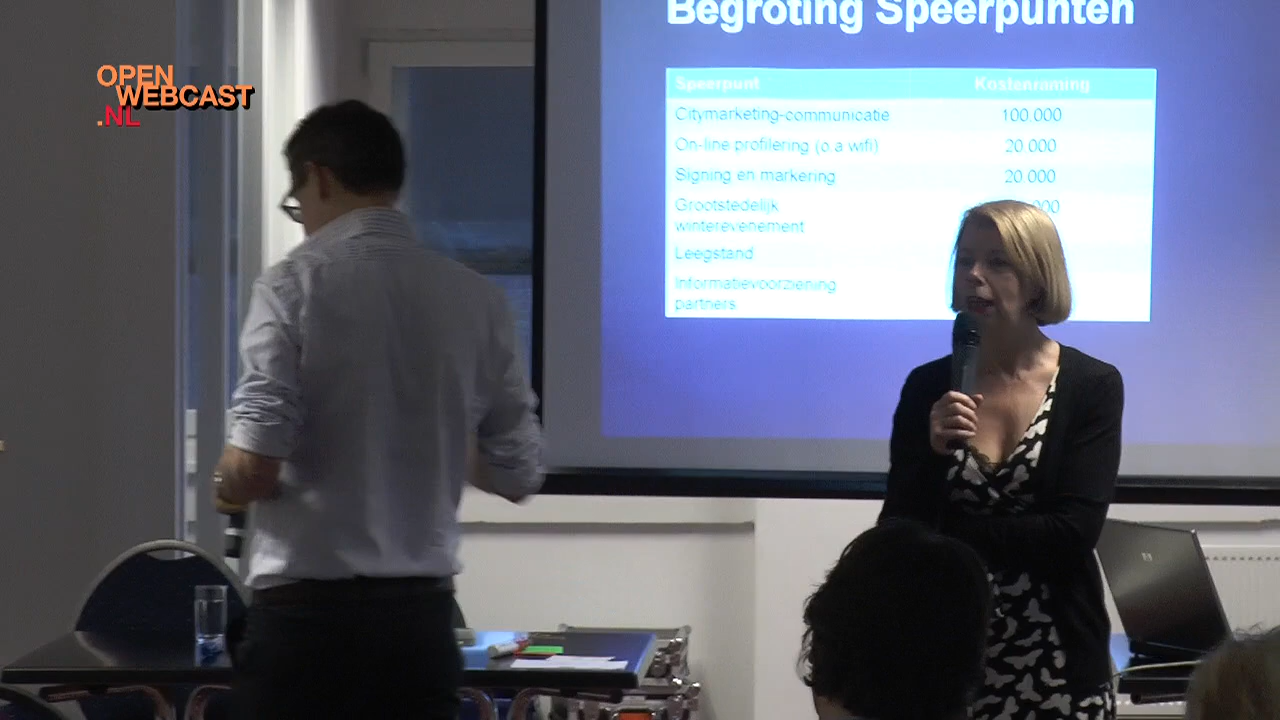 Begroting Speerpunten
OPEN
WEBCAST
.NL
Speerpunt Kostenraming
Citymarketing-communicatie 100.000
On-line profilering (o.a wifi) 20.000
Signing en markering 20.000
Grootstedelijk 000
winterevenement
Leegstand
Informatievoorziening
partners